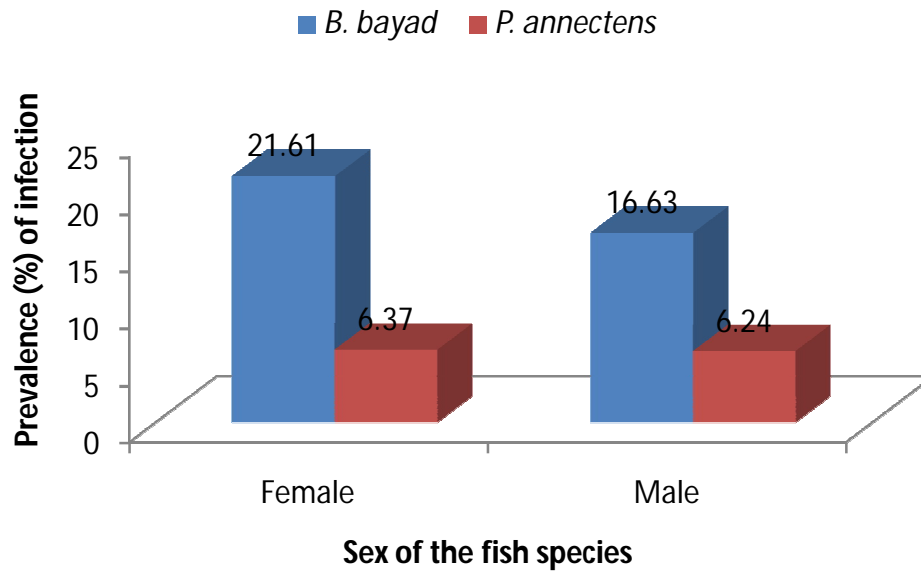 B. bayad P. annectens
Prevalence (%) of infection
25
20
15
10
5
0
21.61
6.37
16.63
6.24
Female Male
Sex of the fish species